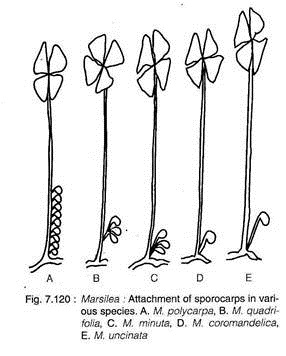 A B C D E
Fig. 7.120 : Marsilea : Attachment of sporocarps in vari-
ous species. A. M. polycarpa, B. M. quadri-
folia, C. M. minuta, D. M. coromandelica,
E. M. uncinata